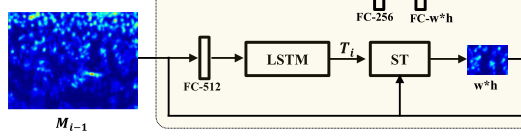 FC-256 FC-w*h
LSTM T_i ST
FC-512 w*h
M_{i-1}